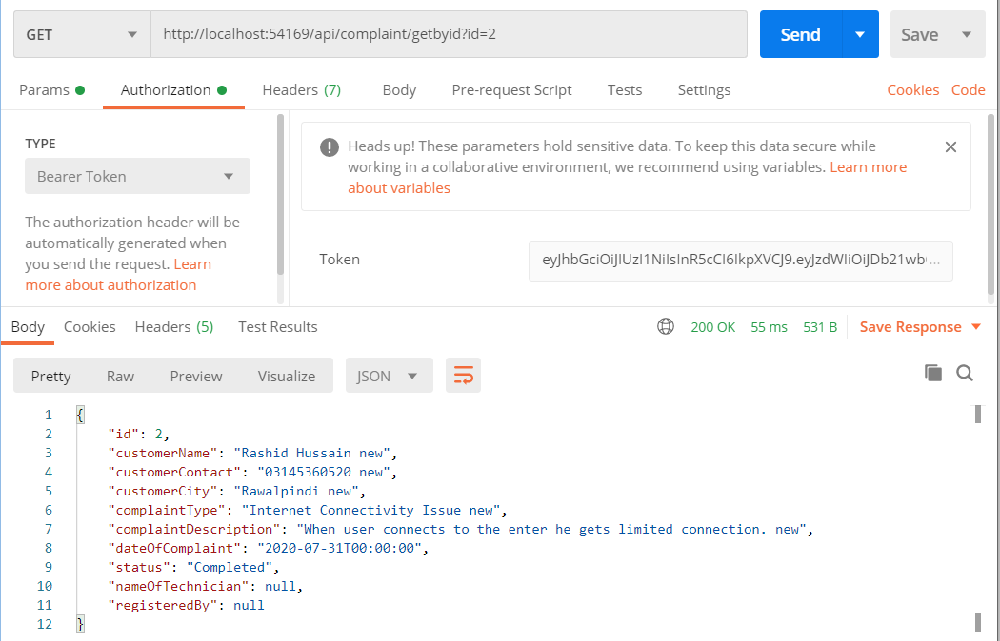 GET http://localhost:54169/api/complaint/getbyid?id=2 Send Save
Params Authorization Headers (7) Body Pre-request Script Tests Settings Cookies Code
TYPE
Bearer Token
The authorization header will be
automatically generated when
you send the request. Learn
more about authorization
Heads up! These parameters hold sensitive data. To keep this data secure while
working in a collaborative environment, we recommend using variables. Learn more
about variables
Token eyJhbGciOiJIUzI1NiIsInR5cCI6IkpXVCJ9.eyJzdWIiOiJDb21wb...
Body Cookies Headers (5) Test Results 200 OK 55 ms 531 B Save Response
Pretty Raw Preview Visualize JSON
1 {
2 "id": 2,
3 "customerName": "Rashid Hussain new",
4 "customerContact": "03145360520 new",
5 "customerCity": "Rawalpindi new",
6 "complaintType": "Internet Connectivity Issue new",
7 "complaintDescription": "When user connects to the enter he gets limited connection. new",
8 "dateOfComplaint": "2020-07-31T00:00:00",
9 "status": "Completed",
10 "nameOfTechnician": null,
11 "registeredBy": null
12 }